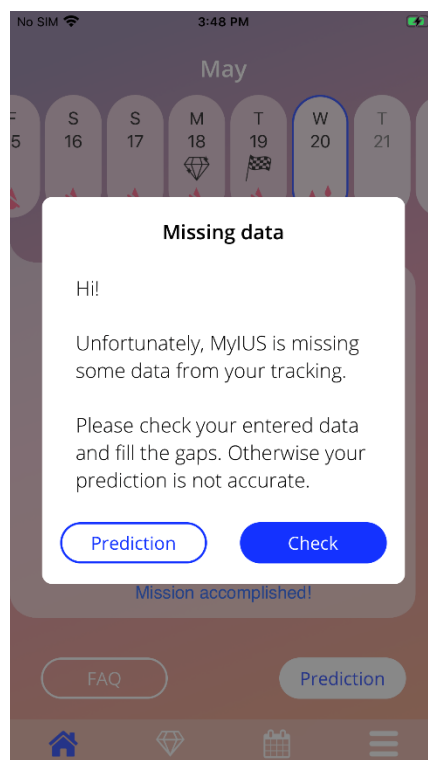 No SIM 3:48 PM
May
F S S M T W T
5 16 17 18 19 20 21
Missing data
Hi!
Unfortunately, MyIUS is missing
some data from your tracking.
Please check your entered data
and fill the gaps. Otherwise your
prediction is not accurate.
Prediction Check
Mission accomplished!
FAQ Prediction